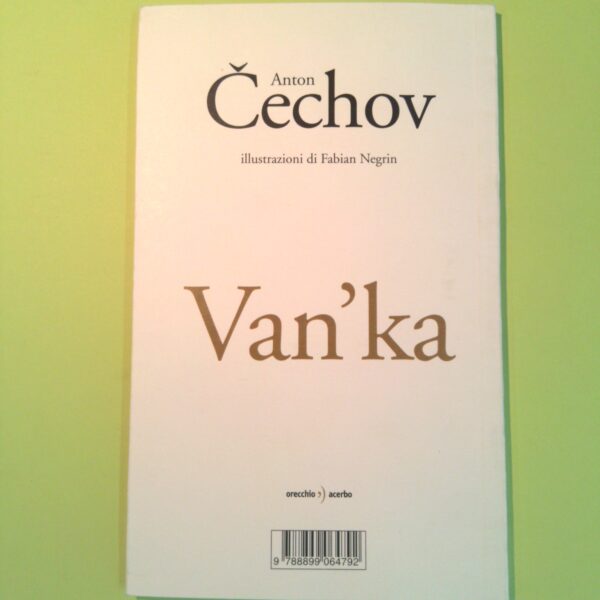 Anton
Čechov
illustrazioni di Fabian Negrin
Van’ka
orecchio acerbo
9 788899 064792